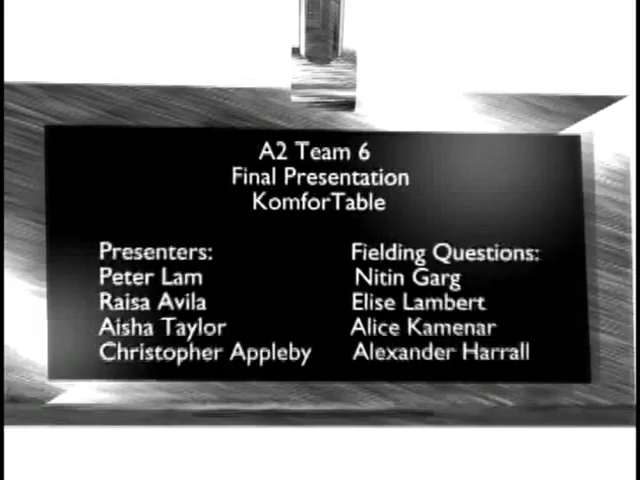 A2 Team 6
Final Presentation
KomforTable
Presenters:
Peter Lam
Raisa Avila
Aisha Taylor
Christopher Appleby
Fielding Questions:
Nitin Garg
Elise Lambert
Alice Kamenar
Alexander Harrall